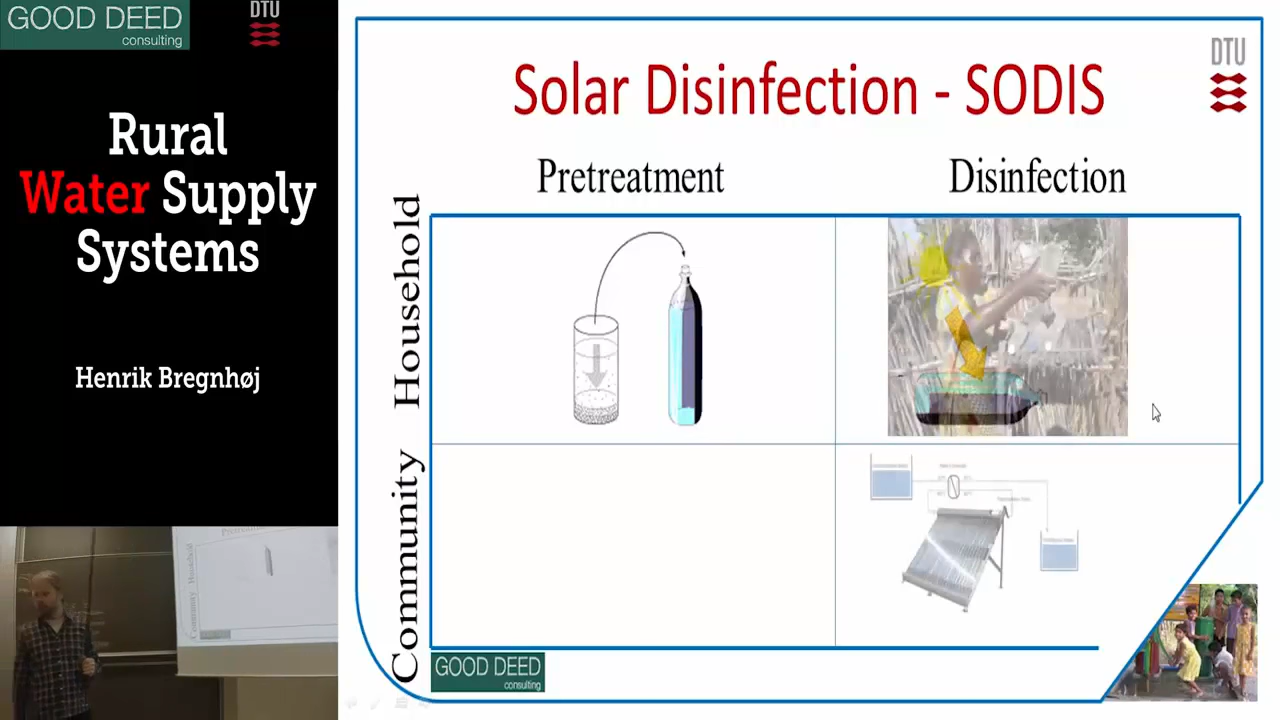 GOOD DEED
consulting
DTU
Rural
Water Supply
Systems
Henrik Bregnhøj
DTU
Solar Disinfection - SODIS
Pretreatment
Disinfection
Household
Community
GOOD DEED
consulting